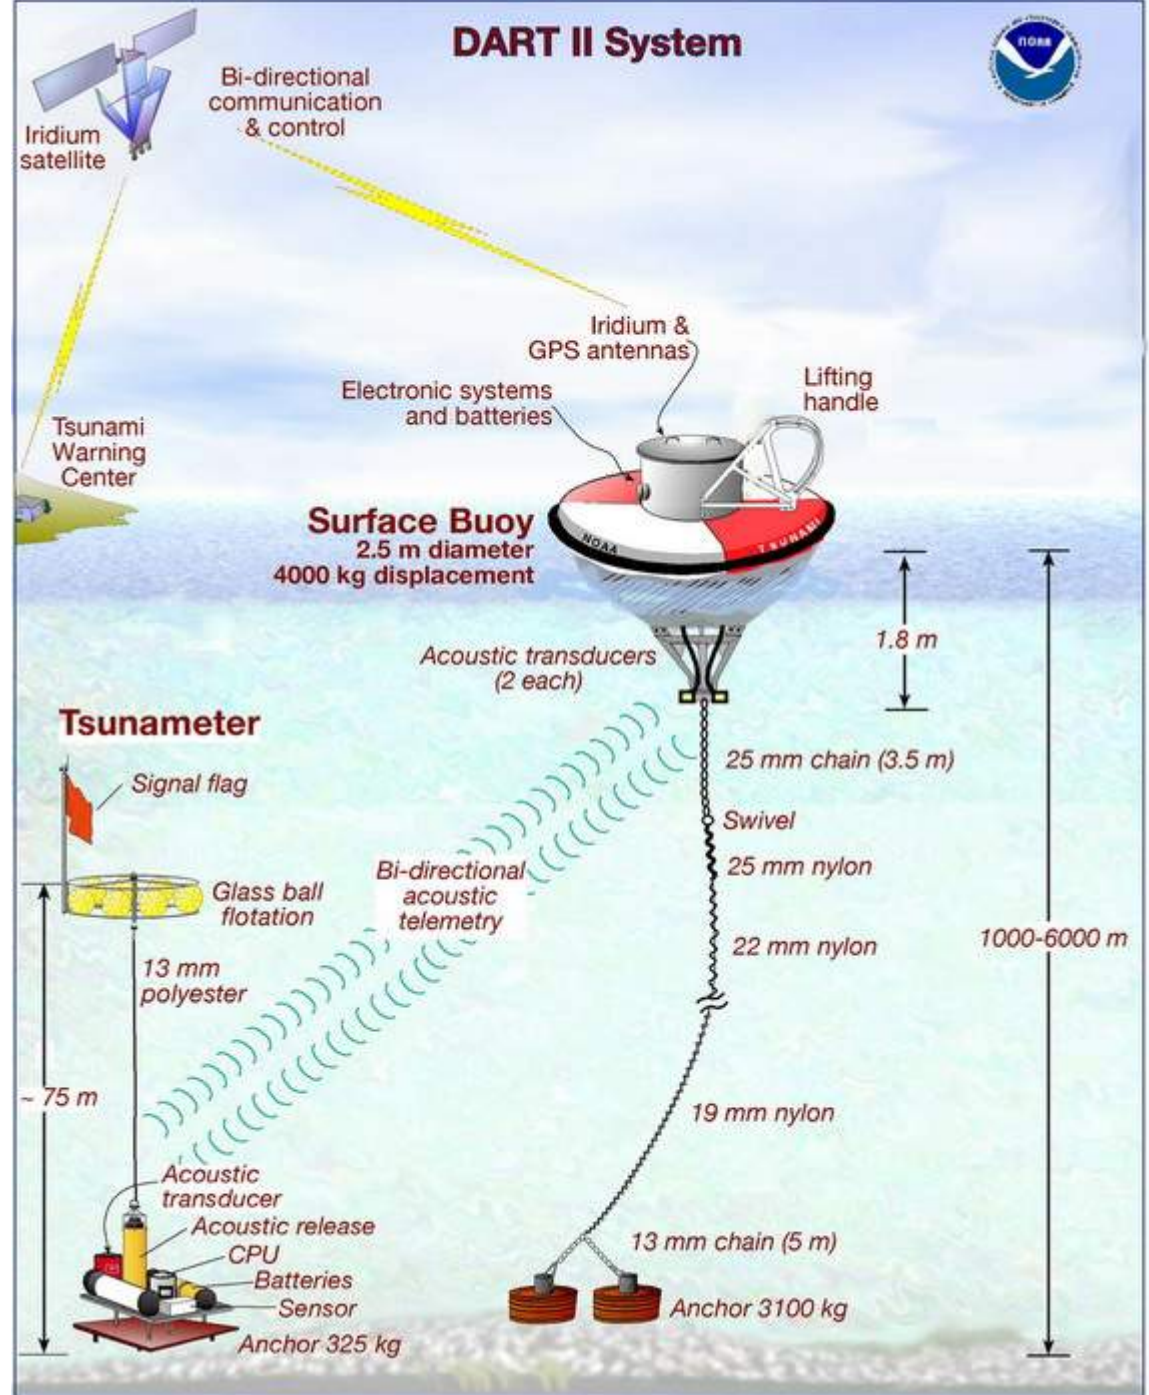 DART II System
NOAA
Bi-directional
communication
& control
Iridium
satellite
Iridium &
GPS antennas
Lifting
handle
Electronic systems
and batteries
Tsunami
Warning
Center
Surface Buoy
2.5 m diameter
4000 kg displacement
NOAA
TSUNAMI
1.8 m
Acoustic transducers
(2 each)
Tsunameter
25 mm chain (3.5 m)
Signal flag
Swivel
25 mm nylon
Bi-directional
acoustic
telemetry
Glass ball
flotation
22 mm nylon
1000-6000 m
13 mm
polyester
~ 75 m
19 mm nylon
Acoustic
transducer
Acoustic release
13 mm chain (5 m)
CPU
Batteries
Sensor
Anchor 3100 kg
Anchor 325 kg